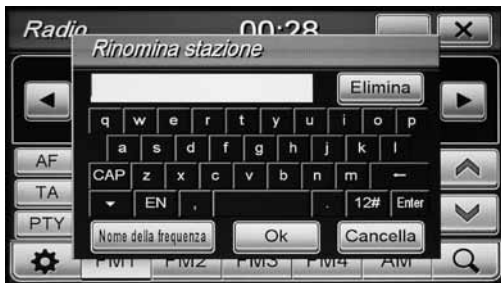 Radio 00:28
Rinomina stazione
Elimina
q w e r t y u i o p
a s d f g h j k l
CAP z x c v b n m ←
EN , . 12# Enter
Nome della frequenza Ok Cancella
AF
TA
PTY
FM1 FM2 FM3 FM4 AM